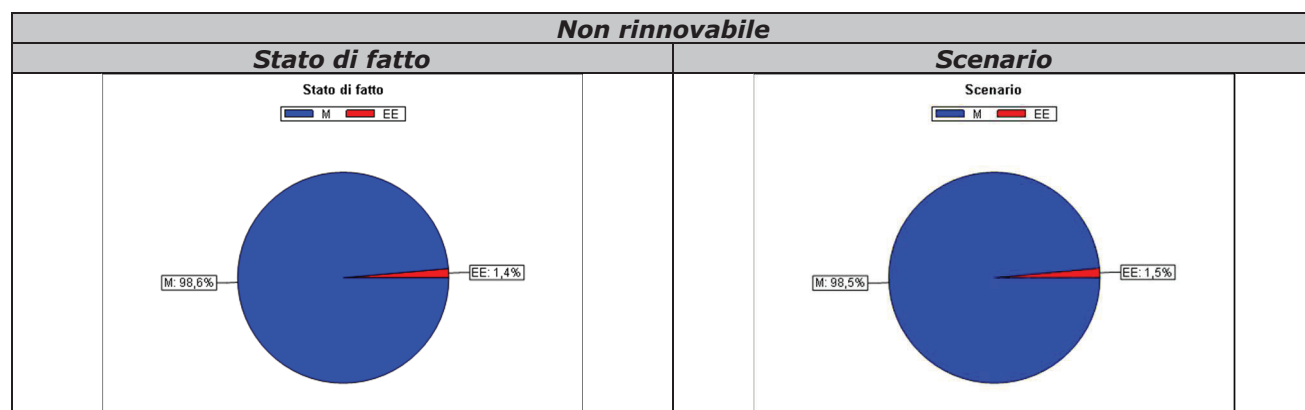 Non rinnovabile
Stato di fatto
Scenario
Stato di fatto
M EE
M: 98,6%
EE: 1,4%
Scenario
M EE
M: 98,5%
EE: 1,5%